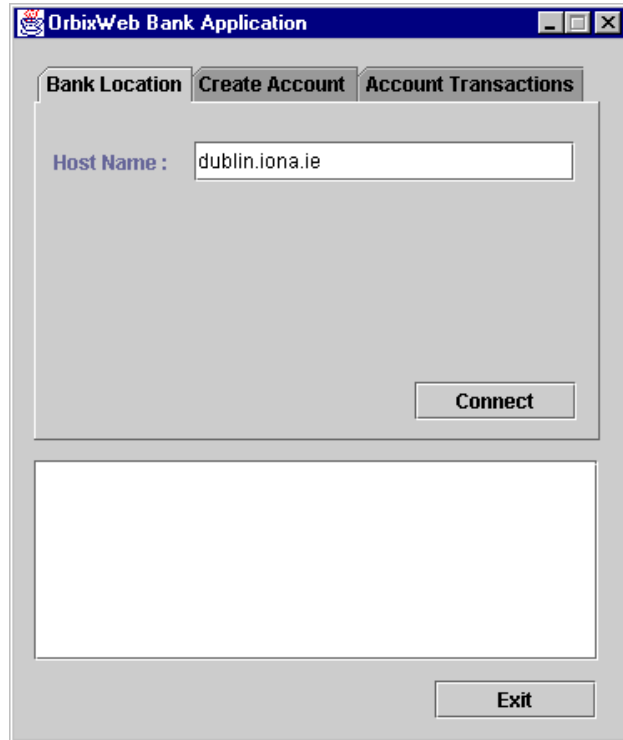 OrbixWeb Bank Application
Bank Location Create Account Account Transactions
Host Name : dublin.iona.ie
Connect
Exit